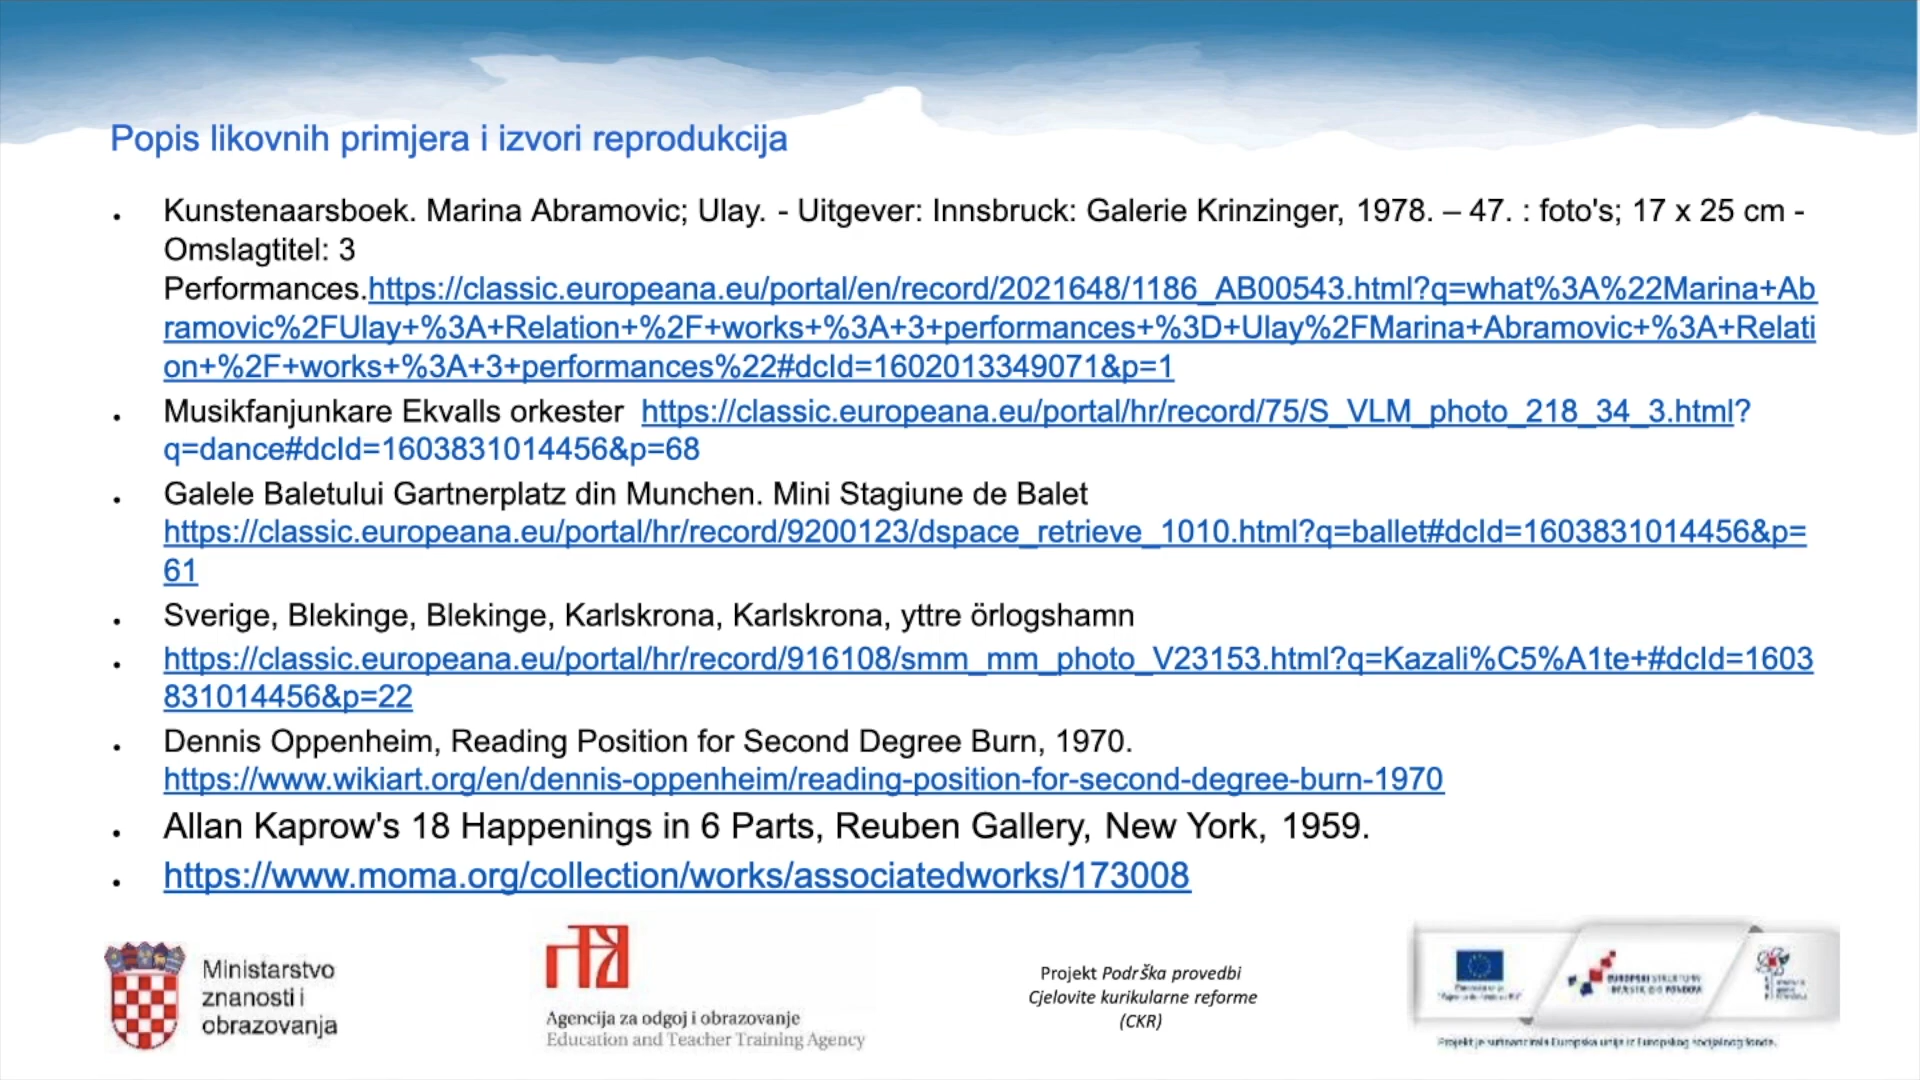 Popis likovnih primjera i izvori reprodukcija
• Kunstenaarsboek. Marina Abramovic; Ulay. - Uitgever: Innsbruck: Galerie Krinzinger, 1978. – 47. : foto's; 17 x 25 cm -
Omslagtitel: 3
Performances.https://classic.europeana.eu/portal/en/record/2021648/1186_AB00543.html?q=what%3A%22Marina+Ab
ramovic%2FUlay+%3A+Relation+%2F+works+%3A+3+performances+%3D+Ulay%2FMarina+Abramovic+%3A+Relati
on+%2F+works+%3A+3+performances%22#dcId=1602013349071&p=1
• Musikfanjunkare Ekvalls orkester https://classic.europeana.eu/portal/hr/record/75/S_VLM_photo_218_34_3.html?
q=dance#dcId=1603831014456&p=68
• Galele Baletului Gartnerplatz din Munchen. Mini Stagiune de Balet
https://classic.europeana.eu/portal/hr/record/9200123/dspace_retrieve_1010.html?q=ballet#dcId=1603831014456&p=
61
• Sverige, Blekinge, Blekinge, Karlskrona, Karlskrona, yttre örlogshamn
• https://classic.europeana.eu/portal/hr/record/916108/smm_mm_photo_V23153.html?q=Kazali%C5%A1te+#dcId=1603
831014456&p=22
• Dennis Oppenheim, Reading Position for Second Degree Burn, 1970.
https://www.wikiart.org/en/dennis-oppenheim/reading-position-for-second-degree-burn-1970
• Allan Kaprow's 18 Happenings in 6 Parts, Reuben Gallery, New York, 1959.
• https://www.moma.org/collection/works/associatedworks/173008
Ministarstvo
znanosti i
obrazovanja
Agencija za odgoj i obrazovanje
Education and Teacher Training Agency
Projekt Podrška provedbi
Cjelovite kurikularne reforme
(CKR)
Projekt je sufinancirala Europska unija iz Europskog socijalnog fonda.